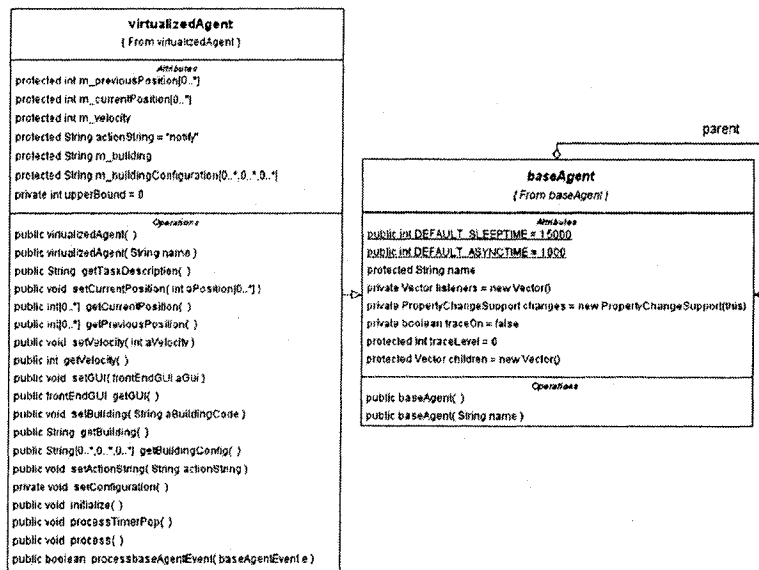 virtualizedAgent
{ From virtualizedAgent }
Attributes
protected int m_previousPosition[0..*]
protected int m_currentPosition[0..*]
protected int m_velocity
protected String actionString = "notify"
protected String m_building
protected String m_buildingConfiguration[0..*,0..*,0..*]
private int upperBound = 0
Operations
public virtualizedAgent( )
public virtualizedAgent( String name )
public String getTaskDescription( )
public void setCurrentPosition( int aPosition[0..*] )
public int[0..*] getCurrentPosition( )
public int[0..*] getPreviousPosition( )
public void setVelocity( int aVelocity )
public int getVelocity( )
public void setGUI( frontEndGUI aGui )
public frontEndGUI getGUI( )
public void setBuilding( String aBuildingCode )
public String getBuilding( )
public String[0..*,0..*,0..*] getBuildingConfig( )
public void setActionString( String actionString )
private void setConfiguration( )
public void initialize( )
public void processTimerPop( )
public void process( )
public boolean processbaseAgentEvent( baseAgentEvent e )
parent
baseAgent
{ From baseAgent }
Attributes
public int DEFAULT_SLEEPTIME = 15000
public int DEFAULT_ASYNCTIME = 1000
protected String name
private Vector listeners = new Vector()
private PropertyChangeSupport changes = new PropertyChangeSupport(this)
private boolean traceOn = false
protected int traceLevel = 0
protected Vector children = new Vector()
Operations
public baseAgent( )
public baseAgent( String name )